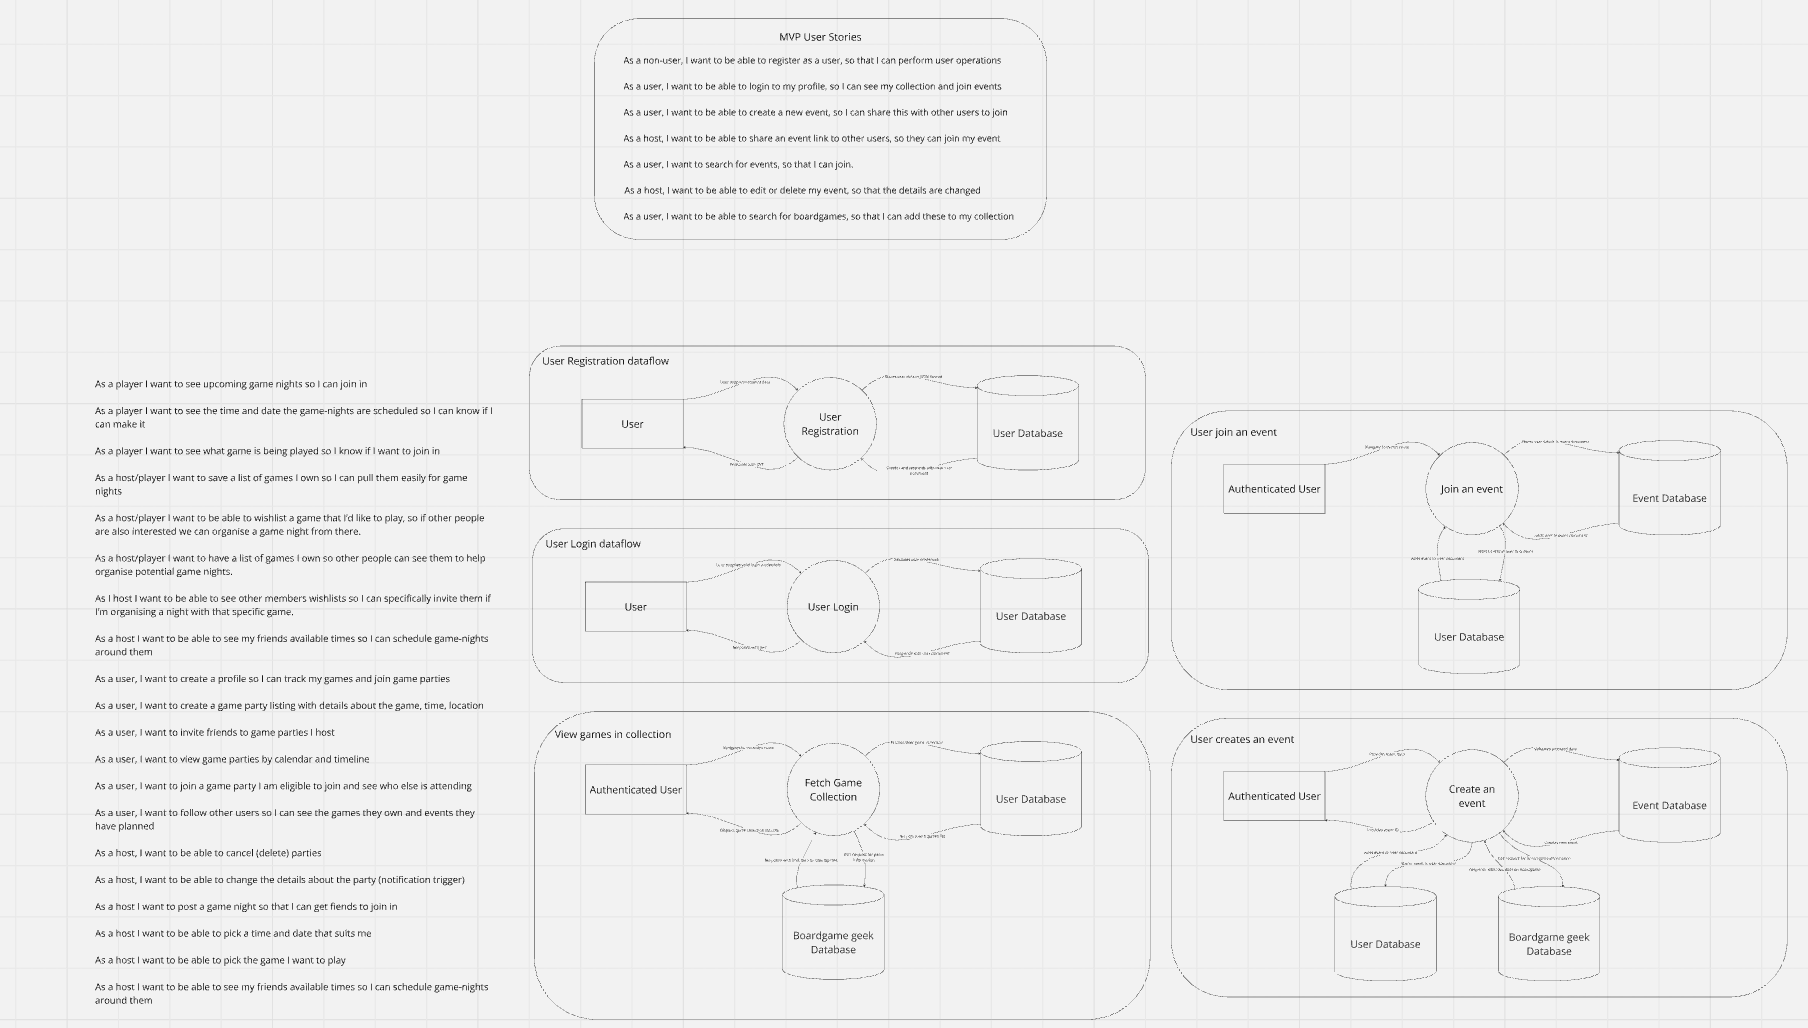 MVP User Stories
As a non-user, I want to be able to register as a user, so that I can perform user operations
As a user, I want to be able to login to my profile, so I can see my collection and join events
As a user, I want to be able to create a new event, so I can share this with other users to join
As a host, I want to be able to share an event link to other users, so they can join my event
As a user, I want to search for events, so that I can join.
As a host, I want to be able to edit or delete my event, so that the details are changed
As a user, I want to be able to search for boardgames, so that I can add these to my collection
As a player I want to see upcoming game nights so I can join in
As a player I want to see the time and date the game-nights are scheduled so I can know if I
can make it
As a player I want to see what game is being played so I know if I want to join in
As a host/player I want to save a list of games I own so I can pull them easily for game
nights
As a host/player I want to be able to wishlist a game that I'd like to play, so if other people
are also interested we can organise a game night from there.
As a host/player I want to have a list of games I own so other people can see them to help
organise potential game nights.
As I host I want to be able to see other members wishlists so I can specifically invite them if
I'm organising a night with that specific game.
As a host I want to be able to see my friends available times so I can schedule game-nights
around them
As a user, I want to create a profile so I can track my games and join game parties
As a user, I want to create a game party listing with details about the game, time, location
As a user, I want to invite friends to game parties I host
As a user, I want to view game parties by calendar and timeline
As a user, I want to join a game party I am eligible to join and see who else is attending
As a user, I want to follow other users so I can see the games they own and events they
have planned
As a host, I want to be able to cancel (delete) parties
As a host, I want to be able to change the details about the party (notification trigger)
As a host I want to post a game night so that I can get fiends to join in
As a host I want to be able to pick a time and date that suits me
As a host I want to be able to pick the game I want to play
As a host I want to be able to see my friends available times so I can schedule game-nights
around them
User Registration dataflow
User
User
Registration
User Database
User Login dataflow
User
User Login
User Database
View games in collection
Authenticated User
Fetch Game
Collection
User Database
Boardgame geek
Database
User join an event
Authenticated User
Join an event
Event Database
User Database
User creates an event
Authenticated User
Create an
event
Event Database
User Database
Boardgame geek
Database